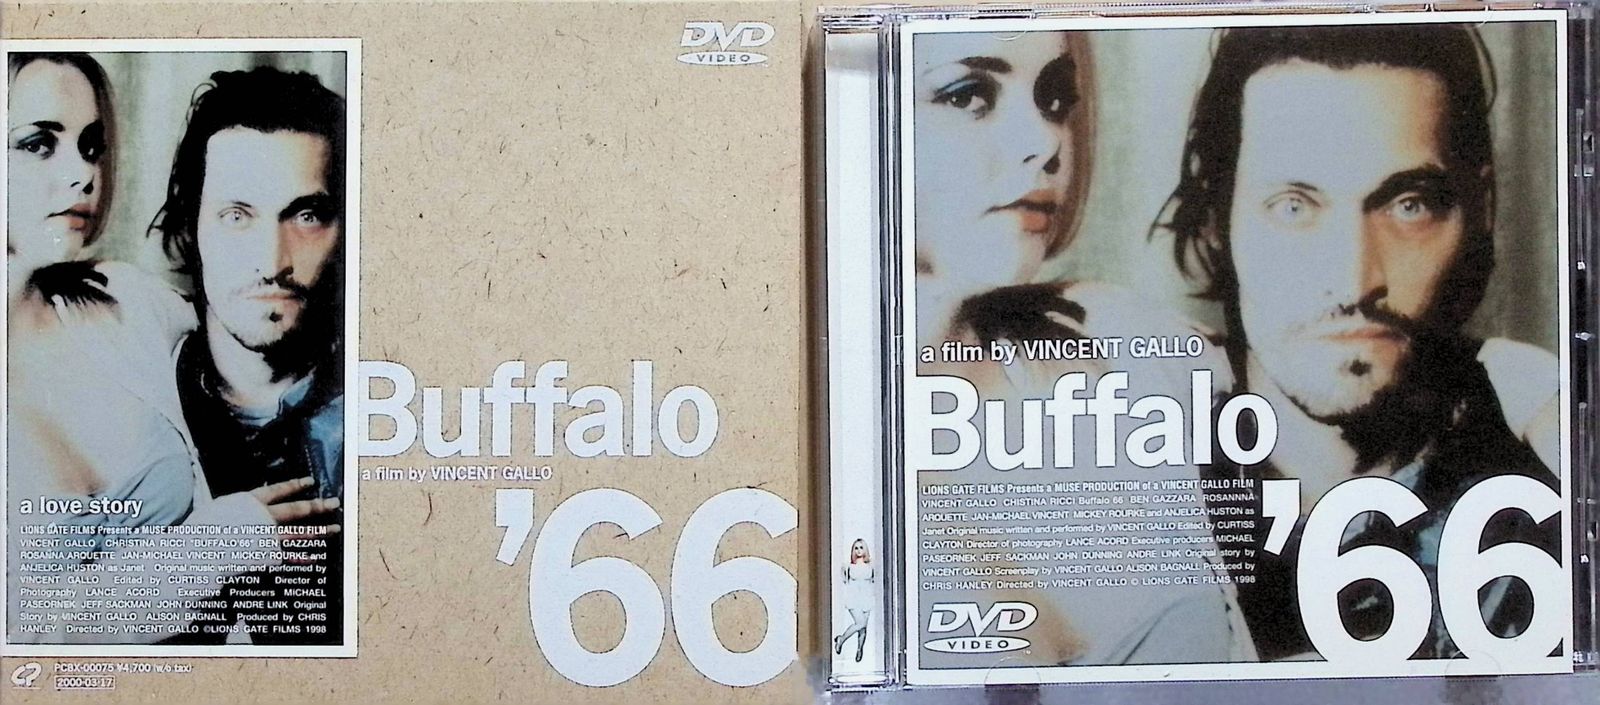 DVD
VIDEO
Buffalo
a film by VINCENT GALLO
'66
a love story
LIONS GATE FILMS Presents a MUSE PRODUCTION of a VINCENT GALLO FILM
VINCENT GALLO CHRISTINA RICCI "BUFFALO 66" BEN GAZZARA
ROSANNA ARQUETTE JAN-MICHAEL VINCENT MICKEY ROURKE and
ANJELICA HUSTON as Janet Original music written and performed by
VINCENT GALLO Edited by CURTISS CLAYTON Director of
Photography LANCE ACORD Executive Producers MICHAEL
PASEORNEK JEFF SACKMAN JOHN DUNNING ANDRE LINK Original
Story by VINCENT GALLO ALISON BAGNALL Produced by CHRIS
HANLEY Directed by VINCENT GALLO ©LIONS GATE FILMS 1998
PCBX-00075 ¥4,700 (w/o tax)
2000·03·17
a film by VINCENT GALLO
Buffalo
'66
LIONS GATE FILMS Presents a MUSE PRODUCTION of a VINCENT GALLO FILM
VINCENT GALLO CHRISTINA RICCI Buffalo 66 BEN GAZZARA ROSANNNA
ARQUETTE JAN-MICHAEL VINCENT MICKEY ROURKE and ANJELICA HUSTON as
Janet Original music written and performed by VINCENT GALLO Edited by CURTISS
CLAYTON Director of photography LANCE ACORD Executive producers MICHAEL
PASEORNEK JEFF SACKMAN JOHN DUNNING ANDRE LINK Original story by
VINCENT GALLO Screenplay by VINCENT GALLO ALISON BAGNALL Produced by
CHRIS HANLEY Directed by VINCENT GALLO © LIONS GATE FILMS 1998
DVD
VIDEO